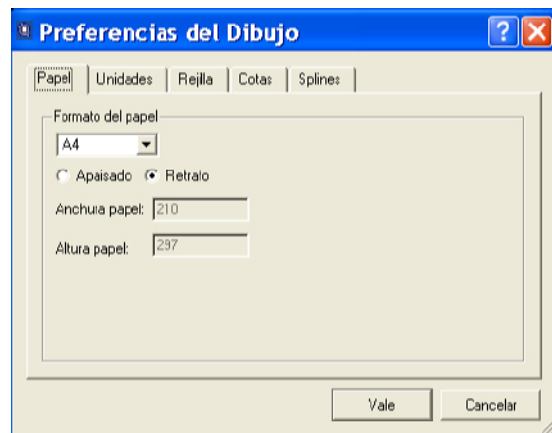 Preferencias del Dibujo
Papel Unidades Rejilla Cotas Splines
Formato del papel
A4
Apaisado Retrato
Anchura papel: 210
Altura papel: 297
Vale Cancelar